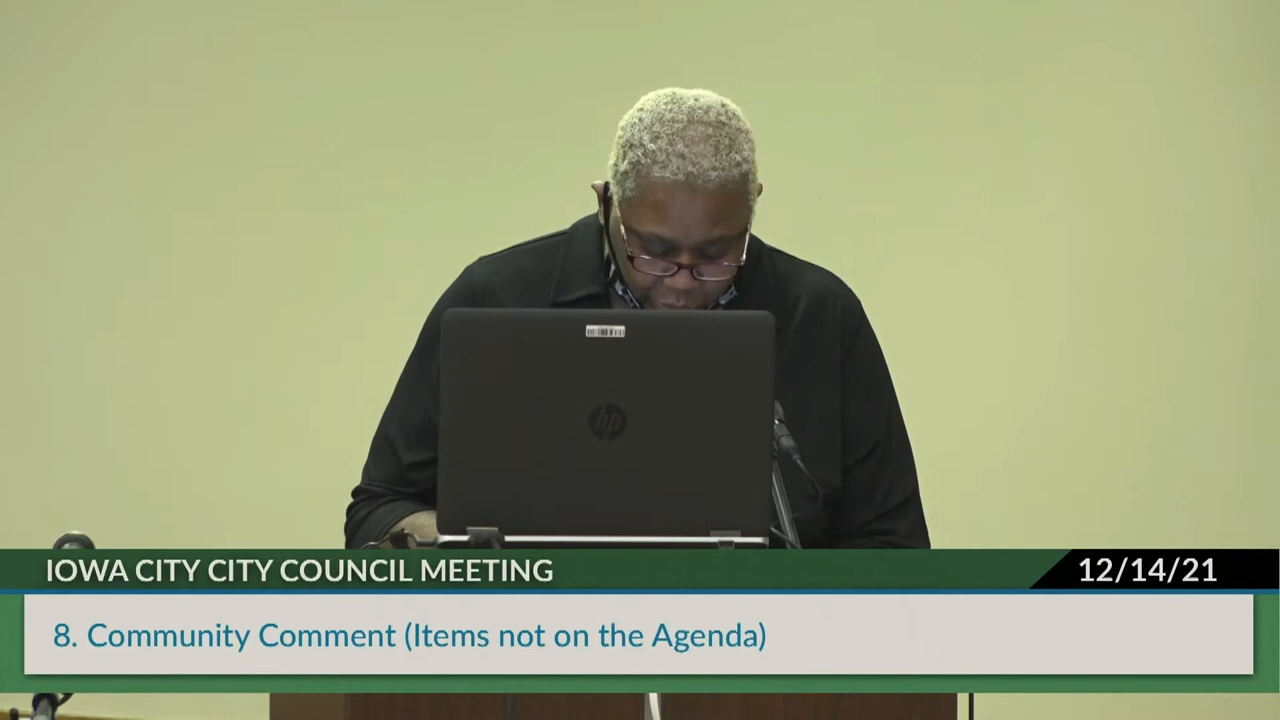 hp
IOWA CITY CITY COUNCIL MEETING
12/14/21
8. Community Comment (Items not on the Agenda)